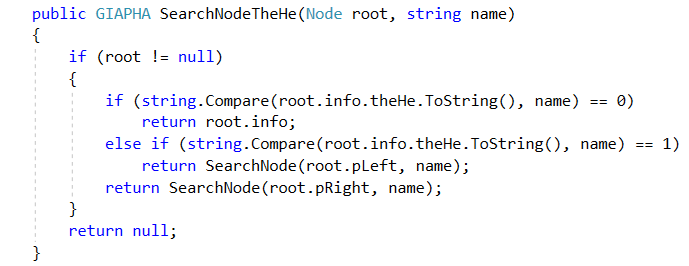 public GIAPHA SearchNodeTheHe(Node root, string name)
{
    if (root != null)
    {
        if (string.Compare(root.info.theHe.ToString(), name) == 0)
            return root.info;
        else if (string.Compare(root.info.theHe.ToString(), name) == 1)
            return SearchNode(root.pLeft, name);
        return SearchNode(root.pRight, name);
    }
    return null;
}